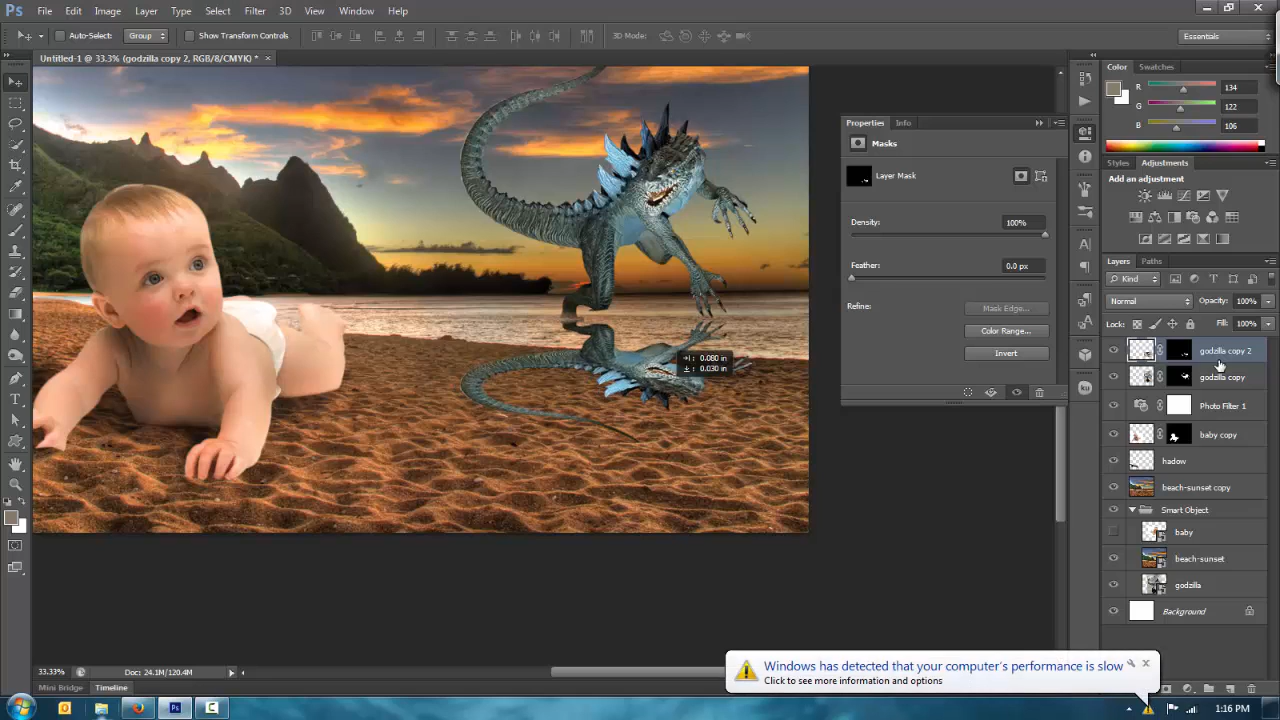 Ps File Edit Image Layer Type Select Filter 3D View Window Help
Auto-Select: Group Show Transform Controls 3D Mode: Essentials
Untitled-1 @ 33.3% (godzilla copy 2, RGB/8/CMYK) * ×
Color Swatches
R 134
G 122
B 106
Properties Info
Masks
Layer Mask
Density: 100%
Feather: 0.0 px
Refine: Mask Edge...
Color Range...
Invert
Styles Adjustments
Add an adjustment
Layers Paths
Kind
Normal Opacity: 100%
Lock: Fill: 100%
godzilla copy 2
godzilla copy
Photo Filter 1
baby copy
hadow
beach-sunset copy
Smart Object
baby
beach-sunset
godzilla
Background
0.080 in
0.030 in
33.33% Doc: 24.1M/120.4M
Mini Bridge Timeline
Windows has detected that your computer's performance is slow
Click to see more information and options
1:16 PM